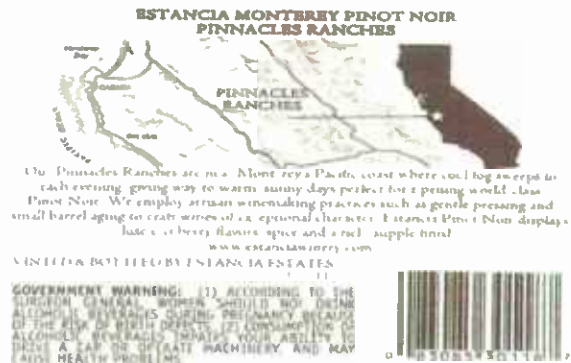 ESTANCIA MONTEREY PINOT NOIR
PINNACLES RANCHES
Monterey
Bay
PINNACLES
RANCHES
PACIFIC OCEAN
Our Pinnacles Ranches are near Monterey's Pacific coast where cool fog sweeps in
each evening, giving way to warm, sunny days perfect for ripening world-class
Pinot Noir. We employ artisan winemaking practices such as gentle pressing and
small barrel aging to craft wines of exceptional character. Estancia Pinot Noir displays
berry flavors, spice and a rich, supple finish.
www.estanciawinery.com
VINTED & BOTTLED BY ESTANCIA ESTATES
GOVERNMENT WARNING: (1) ACCORDING TO THE
SURGEON GENERAL, WOMEN SHOULD NOT DRINK
ALCOHOLIC BEVERAGES DURING PREGNANCY BECAUSE
OF THE RISK OF BIRTH DEFECTS. (2) CONSUMPTION OF
ALCOHOLIC BEVERAGES IMPAIRS YOUR ABILITY TO
DRIVE A CAR OR OPERATE MACHINERY, AND MAY
CAUSE HEALTH PROBLEMS.